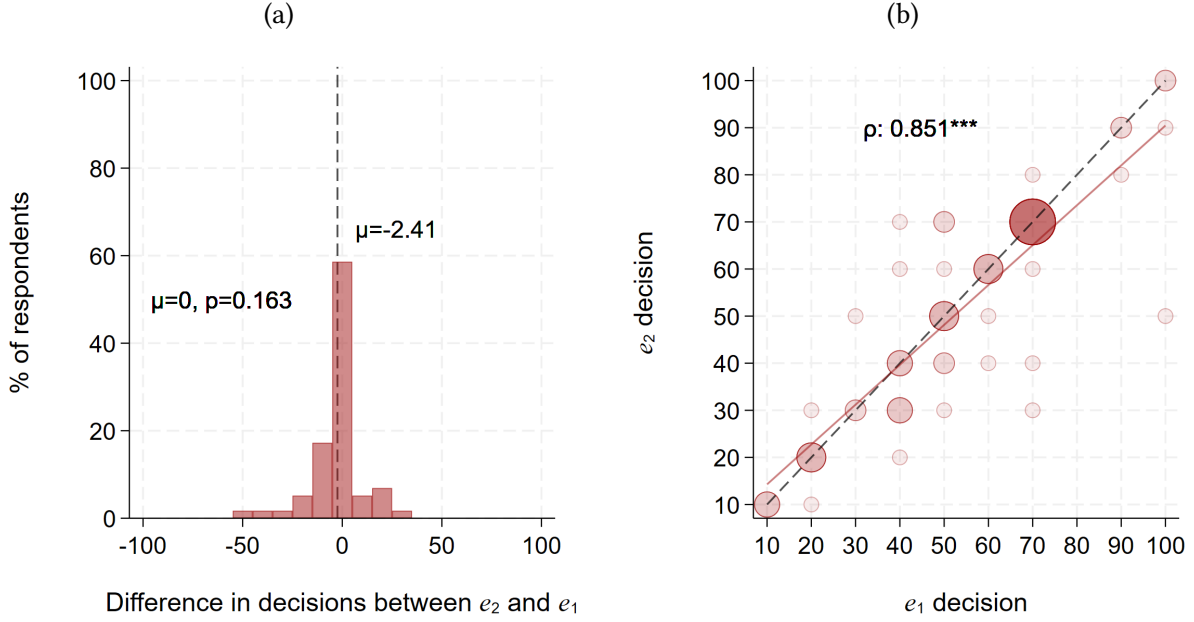 (a)
100
80
60
40
20
0
% of respondents
μ=-2.41
μ=0, p=0.163
-100 -50 0 50 100
Difference in decisions between e₂ and e₁
(b)
100
90
80
70
60
50
40
30
20
10
e₂ decision
ρ: 0.851***
10 20 30 40 50 60 70 80 90 100
e₁ decision